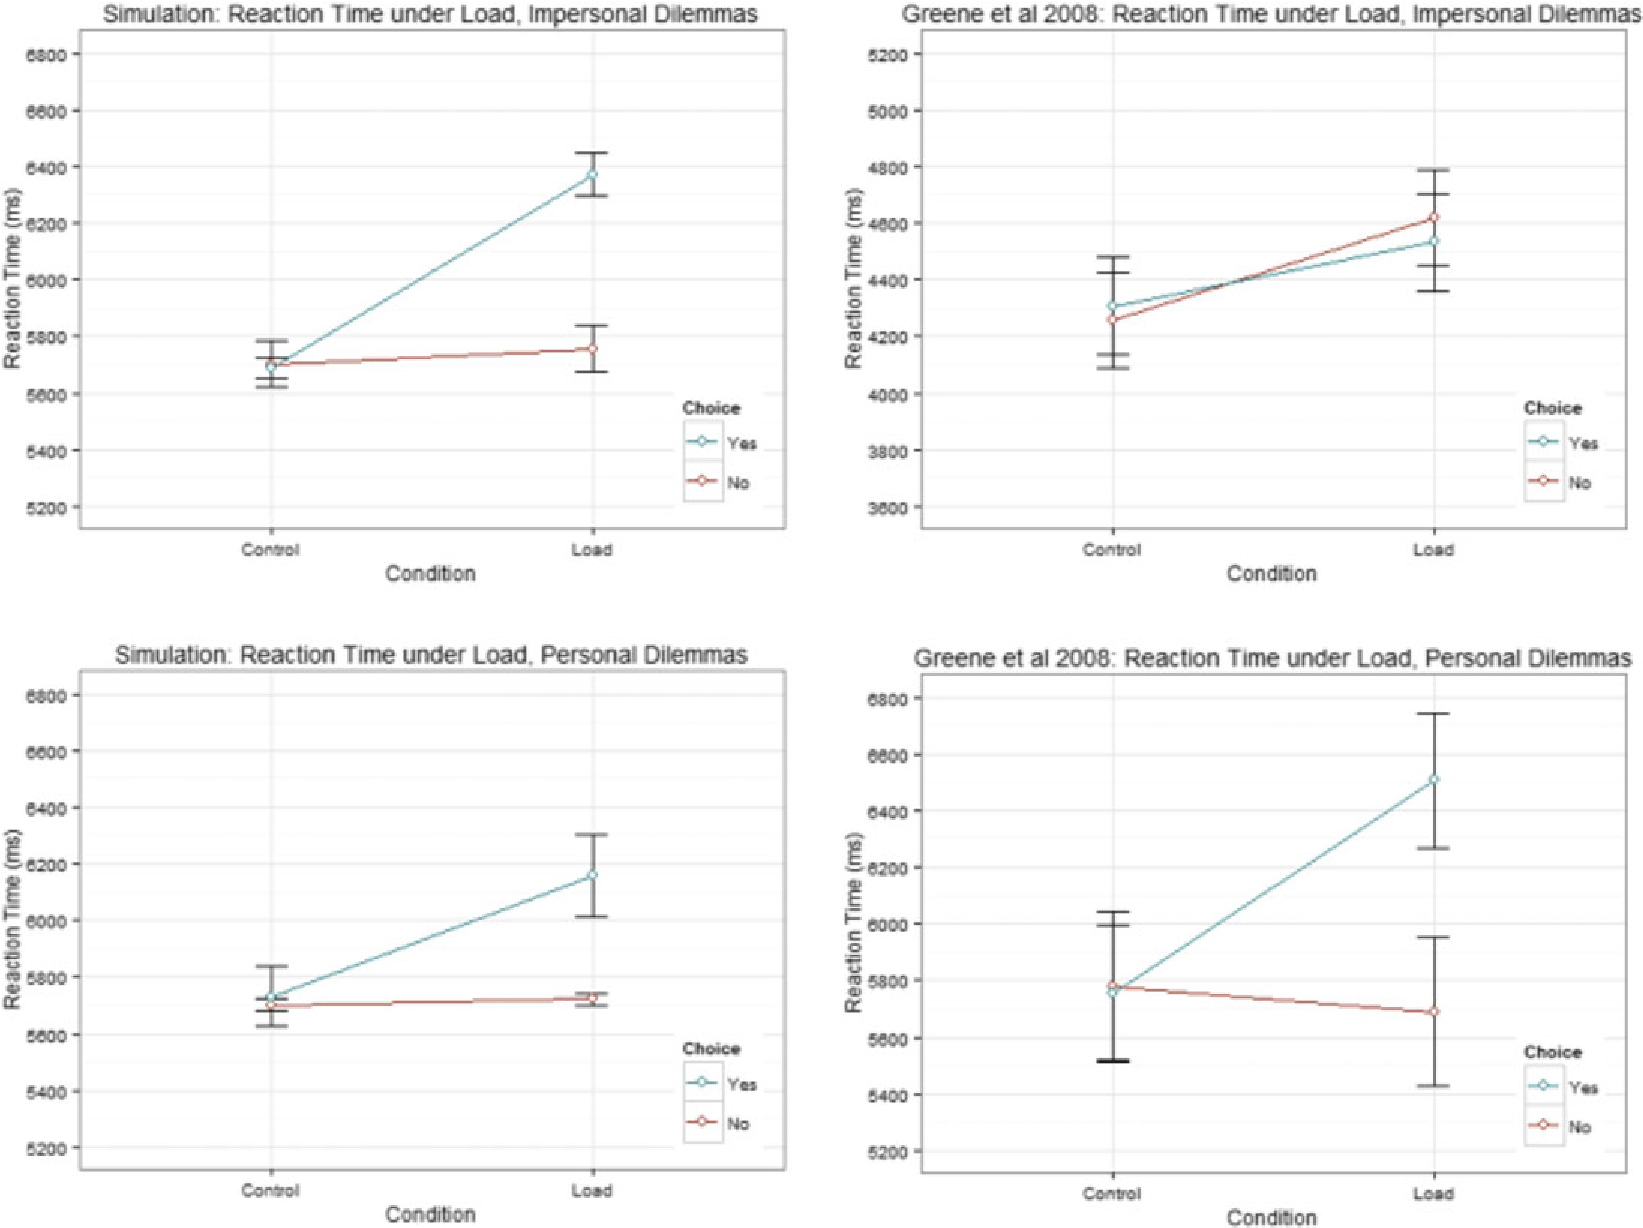 Simulation: Reaction Time under Load, Impersonal Dilemmas
6800
6600
6400
6200
6000
5800
5600
5400
5200
Reaction Time (ms)
Choice
Yes
No
Control
Load
Condition
Greene et al 2008: Reaction Time under Load, Impersonal Dilemmas
5200
5000
4800
4600
4400
4200
4000
3800
3600
Reaction Time (ms)
Choice
Yes
No
Control
Load
Condition
Simulation: Reaction Time under Load, Personal Dilemmas
6800
6600
6400
6200
6000
5800
5600
5400
5200
Reaction Time (ms)
Choice
Yes
No
Control
Load
Condition
Greene et al 2008: Reaction Time under Load, Personal Dilemmas
6800
6600
6400
6200
6000
5800
5600
5400
5200
Reaction Time (ms)
Choice
Yes
No
Control
Load
Condition